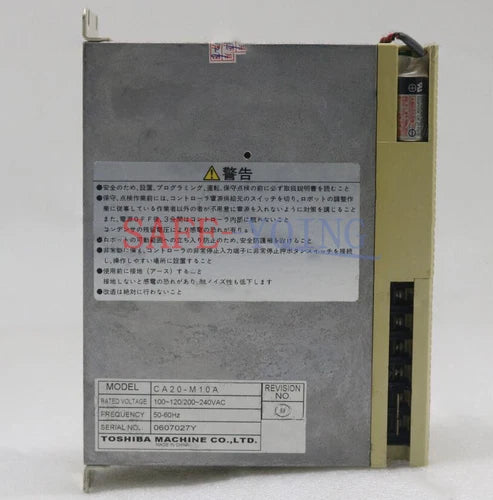 警告
●安全のため、設置、プログラミング、運転、保守点検の前に必ず取扱説明書を読むこと
●保守、点検作業前には、コントローラ電源供給元のスイッチを切り、ロボットの調整作
業に従事している作業者以外の者が不用意に電源を入れないように対策を講じること
また、電源OFF後、3分間はコントローラ内部に触れないこと
コンデンサの残留電圧による感電の恐れがあります
●ロボット 落ち防止のため、安全防護柵を設けること
●非常 、コントローラの非常停止入力端子に非常停止押ボタンスイッチを接続
し、操作しやすい場所に設置すること
●使用前に接地(アース)すること
接地しないと感電の恐れがあり、耐ノイズ性も低下します
●改造は絶対に行わないこと
SAFE YOING
MODEL CA20-M10A
REVISION NO.
RATED VOLTAGE 100~120/200~240VAC
M
FREQUENCY 50-60Hz
SERIAL NO. 0607027Y
TOSHIBA MACHINE CO.,LTD.
MADE IN CHINA